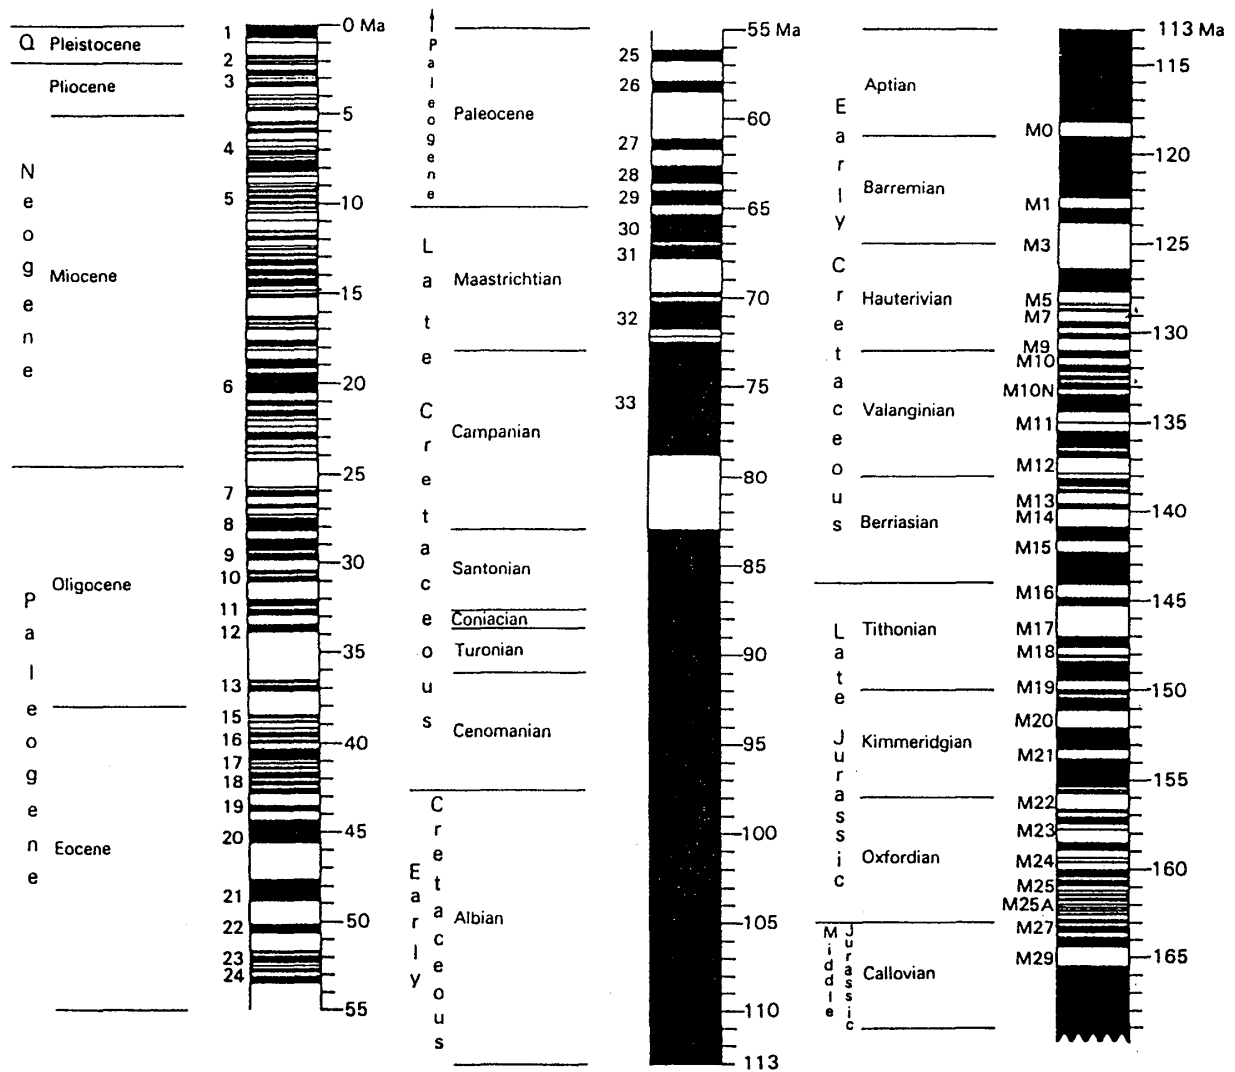 0 Ma
1
Q Pleistocene
2
3
Pliocene
5
4
Neogene
5
10
Miocene
15
6
20
25
7
8
9
30
10
Oligocene
11
12
35
Paleogene
13
15
16
40
17
18
19
20
45
Eocene
21
22
50
23
24
55
55 Ma
Paleogene
25
26
Paleocene
60
27
28
29
65
30
31
Late Cretaceous
Maastrichtian
70
32
75
33
Campanian
80
85
Santonian
Coniacian
Turonian
90
Cenomanian
95
100
Early Cretaceous
Albian
105
110
113
113 Ma
115
Aptian
M0
120
Early Cretaceous
Barremian
M1
M3
125
Hauterivian
M5
M7
130
M9
M10
M10N
Valanginian
M11
135
M12
M13
140
M14
Berriasian
M15
M16
145
Late Jurassic
Tithonian
M17
M18
M19
150
M20
Kimmeridgian
M21
155
M22
M23
Oxfordian
M24
160
M25
M25A
M27
Middle Jurassic
M29
165
Callovian